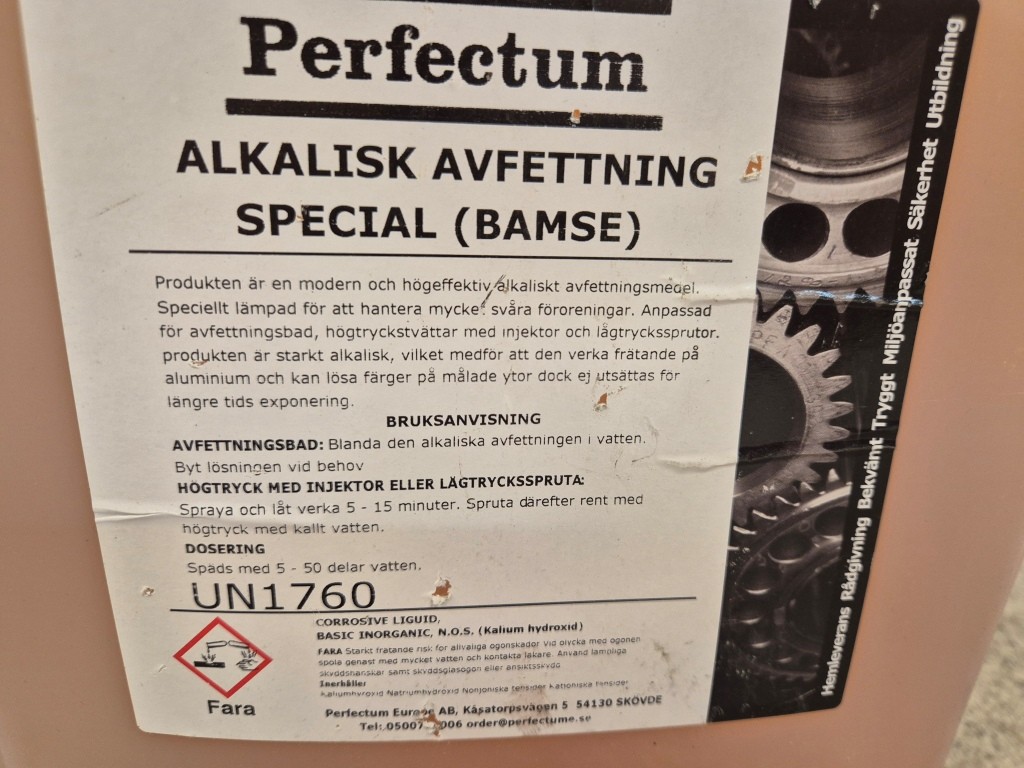 Perfectum
ALKALISK AVFETTNING
SPECIAL (BAMSE)
Produkten är en modern och högeffektiv alkaliskt avfettningsmedel.
Speciellt lämpad för att hantera mycket svåra föroreningar. Anpassad
för avfettningsbad, högtryckstvättar med injektor och lågtryckssprutor.
produkten är starkt alkalisk, vilket medför att den verka frätande på
aluminium och kan lösa färger på målade ytor dock ej utsättas för
längre tids exponering.
BRUKSANVISNING
AVFETTNINGSBAD: Blanda den alkaliska avfettningen i vatten.
Byt lösningen vid behov
HÖGTRYCK MED INJEKTOR ELLER LÅGTRYCKSSPRUTA:
Spraya och låt verka 5 - 15 minuter. Spruta därefter rent med
högtryck med kallt vatten.
DOSERING
Späds med 5 - 50 delar vatten.
UN1760
CORROSIVE LIGUID,
BASIC INORGANIC, N.O.S. (Kalium hydroxid)
FARA Starkt frätande risk för allvarliga ögonskador Vid olycka med ögonen
spola genast med mycket vatten och kontakta läkare. Använd lämpliga
skyddshandskar samt skyddsglasögon eller ansiktsskydd
Innehåller
Kaliumhyroxid Natriumhydroxid Nonjoniska tensider Katjoniska tensider
Perfectum Europe AB, Kåsatorpsvägen 5 54130 SKÖVDE
Tel: 05007 006 order@perfectume.se
Fara
Hemleverans Rådgivning Bekvämt Tryggt Miljöanpassat Säkerhet Utbildning